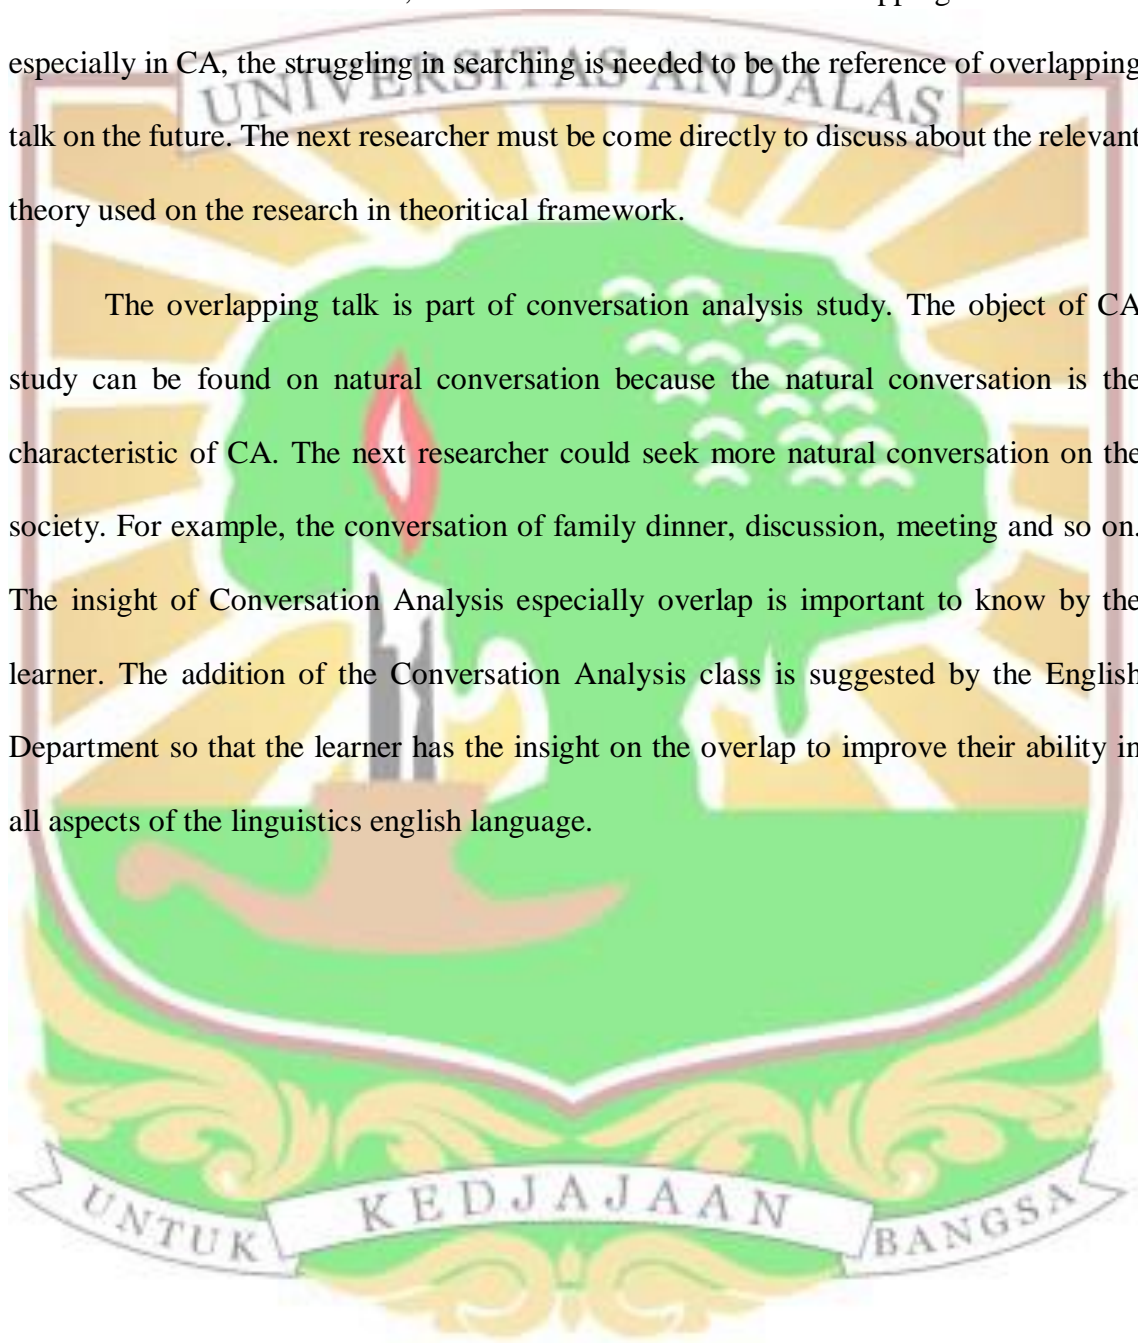 especially in CA, the struggling in searching is needed to be the reference of overlapping
talk on the future. The next researcher must be come directly to discuss about the relevant
theory used on the research in theoritical framework.
The overlapping talk is part of conversation analysis study. The object of CA
study can be found on natural conversation because the natural conversation is the
characteristic of CA. The next researcher could seek more natural conversation on the
society. For example, the conversation of family dinner, discussion, meeting and so on.
The insight of Conversation Analysis especially overlap is important to know by the
learner. The addition of the Conversation Analysis class is suggested by the English
Department so that the learner has the insight on the overlap to improve their ability in
all aspects of the linguistics english language.
UNIVERSITAS ANDALAS
UNTUK KEDJAJAAN BANGSA